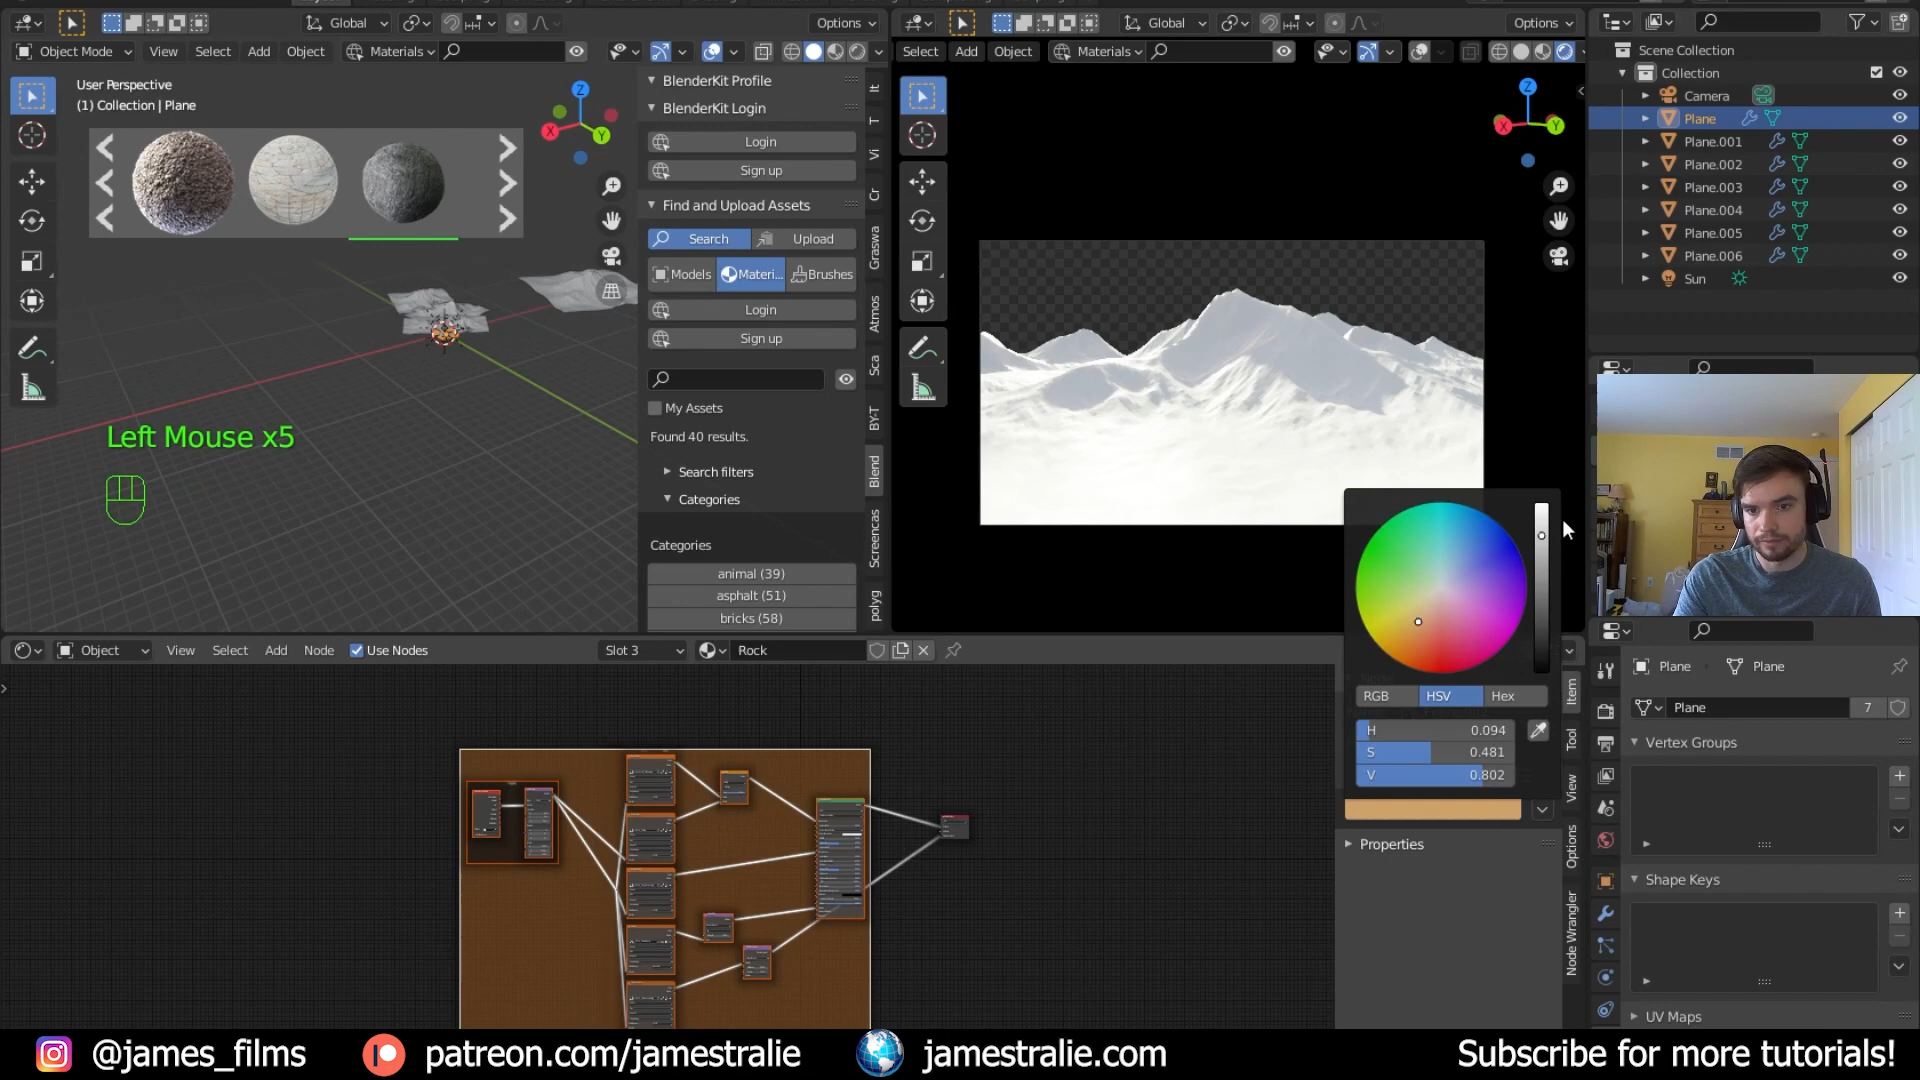 Global
Options
Object Mode
View
Select
Add
Object
Materials
User Perspective
(1) Collection | Plane
Z
X
Y
Left Mouse x5
BlenderKit Profile
BlenderKit Login
Login
Sign up
Find and Upload Assets
Search
Upload
Models
Materi...
Brushes
Login
Sign up
My Assets
Found 40 results.
Search filters
Categories
Categories
animal (39)
asphalt (51)
bricks (58)
It
T
Vi
Cr
Graswa
Atmos
Sca
BY-T
Blend
Screencas
polyg
Global
Options
Select
Add
Object
Materials
Z
X
Y
RGB
HSV
Hex
H 0.094
S 0.481
V 0.802
Properties
Item
Tool
View
Options
Node Wrangler
Scene Collection
Collection
Camera
Plane
Plane.001
Plane.002
Plane.003
Plane.004
Plane.005
Plane.006
Sun
Plane
Plane
Plane
7
Vertex Groups
Shape Keys
UV Maps
Object
View
Select
Add
Node
Use Nodes
Slot 3
Rock
@james_films
patreon.com/jamestralie
jamestralie.com
Subscribe for more tutorials!